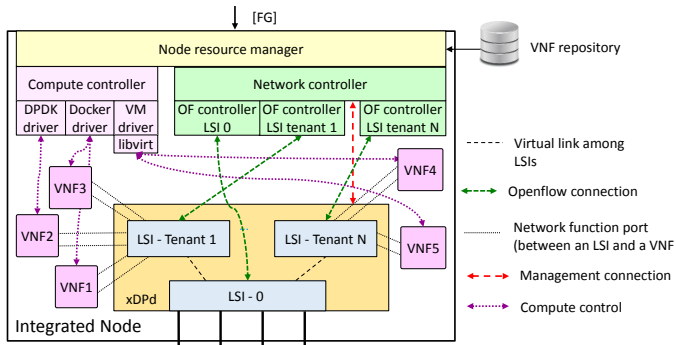 [FG]
Node resource manager
VNF repository
Compute controller
Network controller
DPDK
driver
Docker
driver
VM
driver
libvirt
OF controller
LSI 0
OF controller
LSI tenant 1
OF controller
LSI tenant N
VNF3
VNF4
VNF2
VNF5
VNF1
LSI - Tenant 1
LSI - Tenant N
LSI - 0
xDPd
Integrated Node
Virtual link among
LSIs
Openflow connection
Network function port
(between an LSI and a VNF
Management connection
Compute control